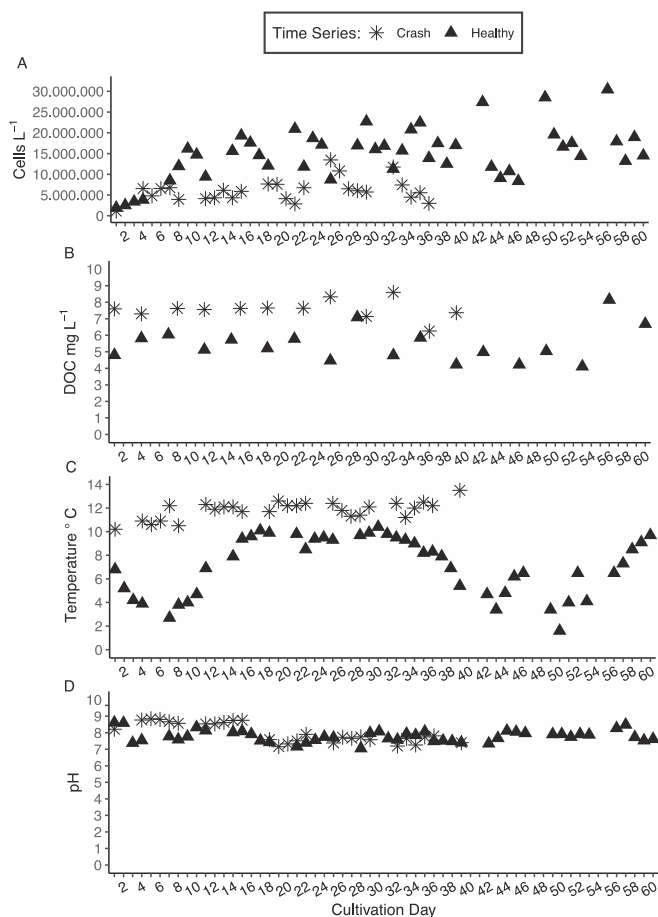 Time Series: Crash Healthy
A
30.000.000
25.000.000
20.000.000
15.000.000
10.000.000
5.000.000
0
Cells L⁻¹
2 4 6 8 10 12 14 16 18 20 22 24 26 28 30 32 34 36 38 40 42 44 46 48 50 52 54 56 58 60
B
10
9
8
7
6
5
4
3
2
1
0
DOC mg L⁻¹
2 4 6 8 10 12 14 16 18 20 22 24 26 28 30 32 34 36 38 40 42 44 46 48 50 52 54 56 58 60
C
14
12
10
8
6
4
2
0
Temperature ° C
2 4 6 8 10 12 14 16 18 20 22 24 26 28 30 32 34 36 38 40 42 44 46 48 50 52 54 56 58 60
D
10
9
8
7
6
5
4
3
2
1
0
pH
2 4 6 8 10 12 14 16 18 20 22 24 26 28 30 32 34 36 38 40 42 44 46 48 50 52 54 56 58 60
Cultivation Day